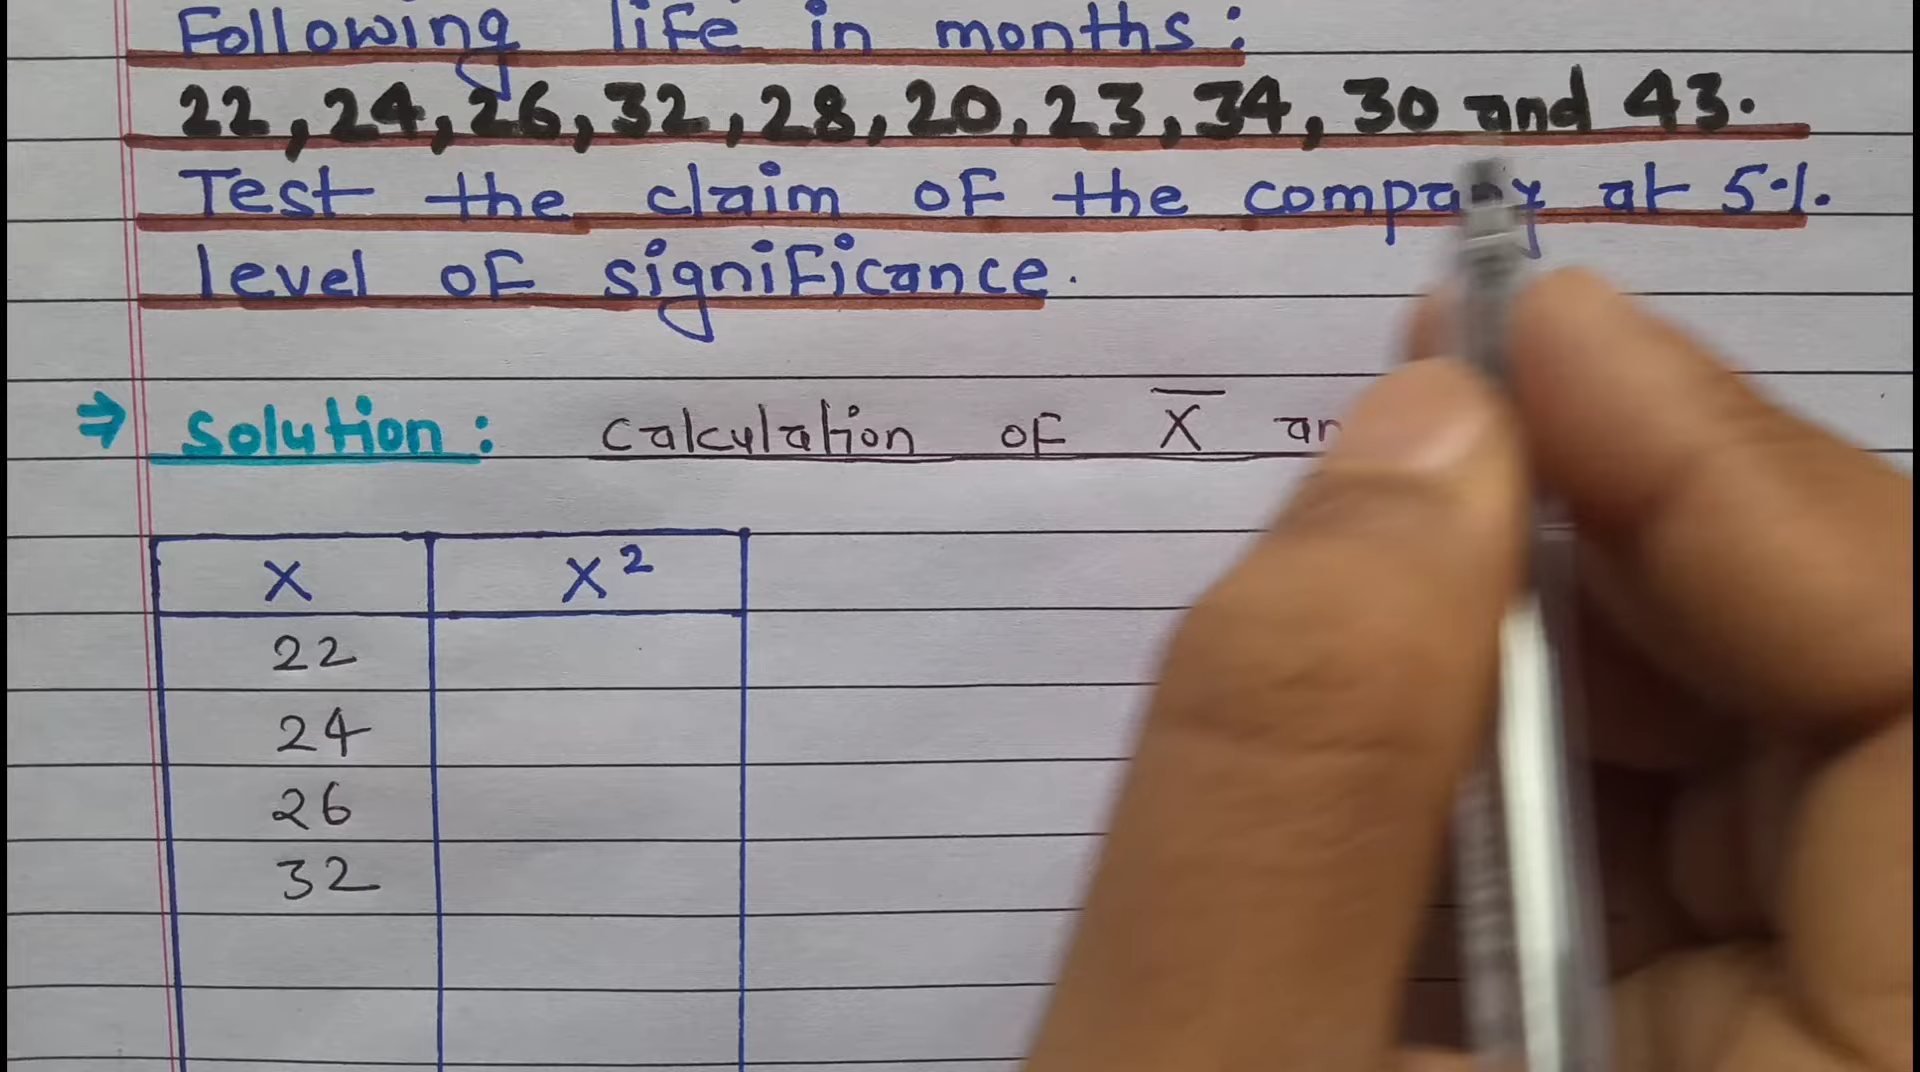 Following life in months:
22, 24, 26, 32, 28, 20, 23, 34, 30 and 43.
Test the claim of the company at 5%
level of significance.
⇒ Solution: Calculation of X̅
X X²
22
24
26
32